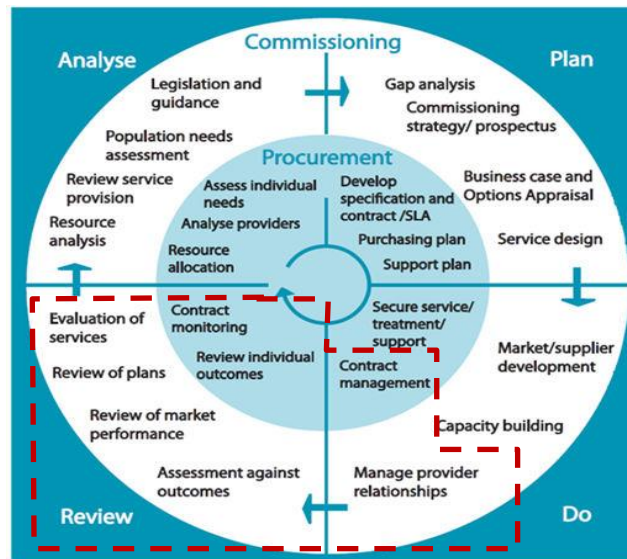 Commissioning
Analyse
Plan
Legislation and
guidance
Population needs
assessment
Review service
provision
Resource
analysis
Gap analysis
Commissioning
strategy/ prospectus
Business case and
Options Appraisal
Service design
Procurement
Assess individual
needs
Analyse providers
Resource
allocation
Develop
specification and
contract /SLA
Purchasing plan
Support plan
Contract
monitoring
Review individual
outcomes
Secure service/
treatment/
support
Contract
management
Evaluation of
services
Review of plans
Review of market
performance
Assessment against
outcomes
Market/supplier
development
Capacity building
Manage provider
relationships
Review
Do